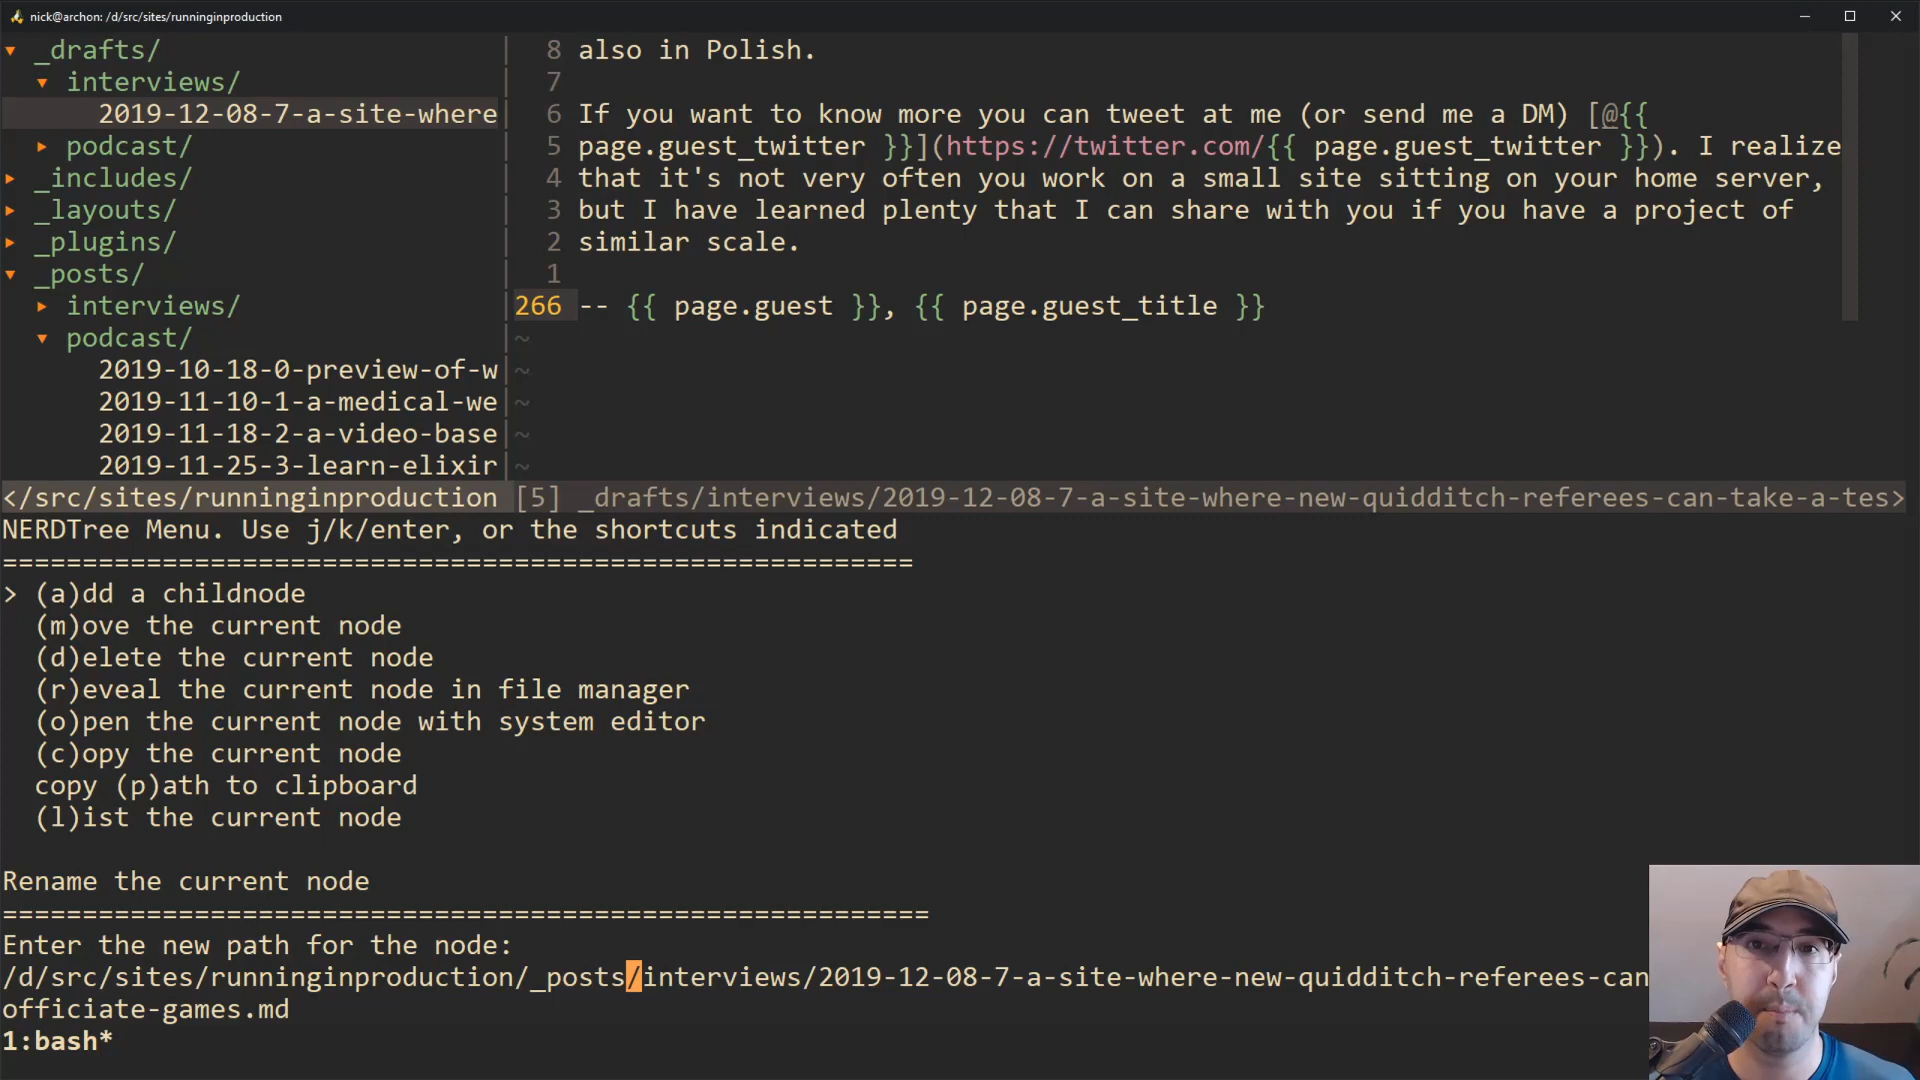 nick@archon: /d/src/sites/runninginproduction
▾ _drafts/
▾ interviews/
2019-12-08-7-a-site-where
▸ podcast/
▸ _includes/
▸ _layouts/
▸ _plugins/
▾ _posts/
▸ interviews/
▾ podcast/
2019-10-18-0-preview-of-w
2019-11-10-1-a-medical-we
2019-11-18-2-a-video-base
2019-11-25-3-learn-elixir
8 also in Polish.
7
6 If you want to know more you can tweet at me (or send me a DM) [@{{
5 page.guest_twitter }}](https://twitter.com/{{ page.guest_twitter }}). I realize
4 that it's not very often you work on a small site sitting on your home server,
3 but I have learned plenty that I can share with you if you have a project of
2 similar scale.
1
266 -- {{ page.guest }}, {{ page.guest_title }}
~
~
~
~
~
</src/sites/runninginproduction [5] _drafts/interviews/2019-12-08-7-a-site-where-new-quidditch-referees-can-take-a-tes>
NERDTree Menu. Use j/k/enter, or the shortcuts indicated
=========================================================
> (a)dd a childnode
(m)ove the current node
(d)elete the current node
(r)eveal the current node in file manager
(o)pen the current node with system editor
(c)opy the current node
copy (p)ath to clipboard
(l)ist the current node
Rename the current node
==========================================================
Enter the new path for the node:
/d/src/sites/runninginproduction/_posts/interviews/2019-12-08-7-a-site-where-new-quidditch-referees-can
officiate-games.md
1:bash*